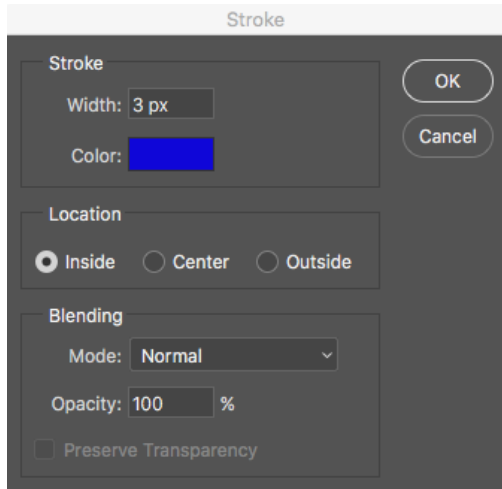 Stroke
Stroke
Width: 3 px
Color:
OK
Cancel
Location
Inside Center Outside
Blending
Mode: Normal
Opacity: 100 %
Preserve Transparency